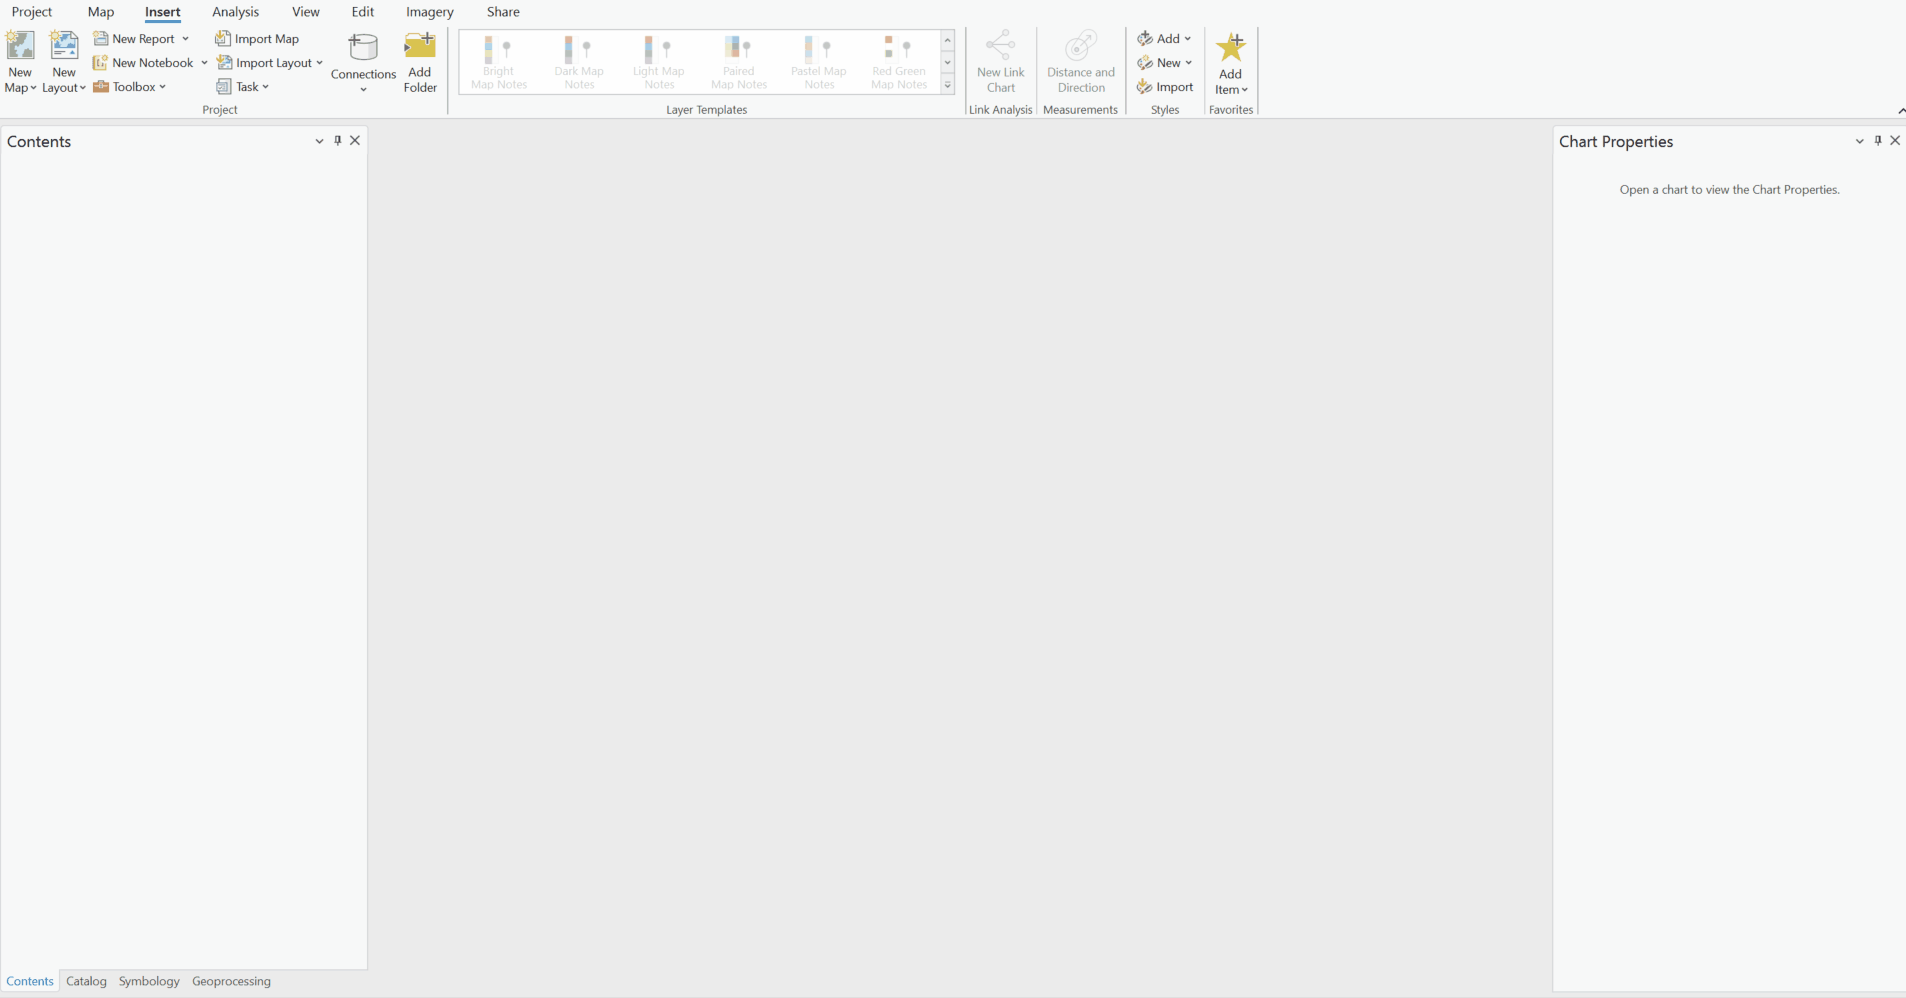 Project Map Insert Analysis View Edit Imagery Share
New Map
New Layout
New Report
New Notebook
Toolbox
Import Map
Import Layout
Task
Connections
Add Folder
Project
Bright Map Notes
Dark Map Notes
Light Map Notes
Paired Map Notes
Pastel Map Notes
Red Green Map Notes
Layer Templates
New Link Chart
Link Analysis
Distance and Direction
Measurements
Add
New
Import
Styles
Add Item
Favorites
Contents
Chart Properties
Open a chart to view the Chart Properties.
Contents Catalog Symbology Geoprocessing